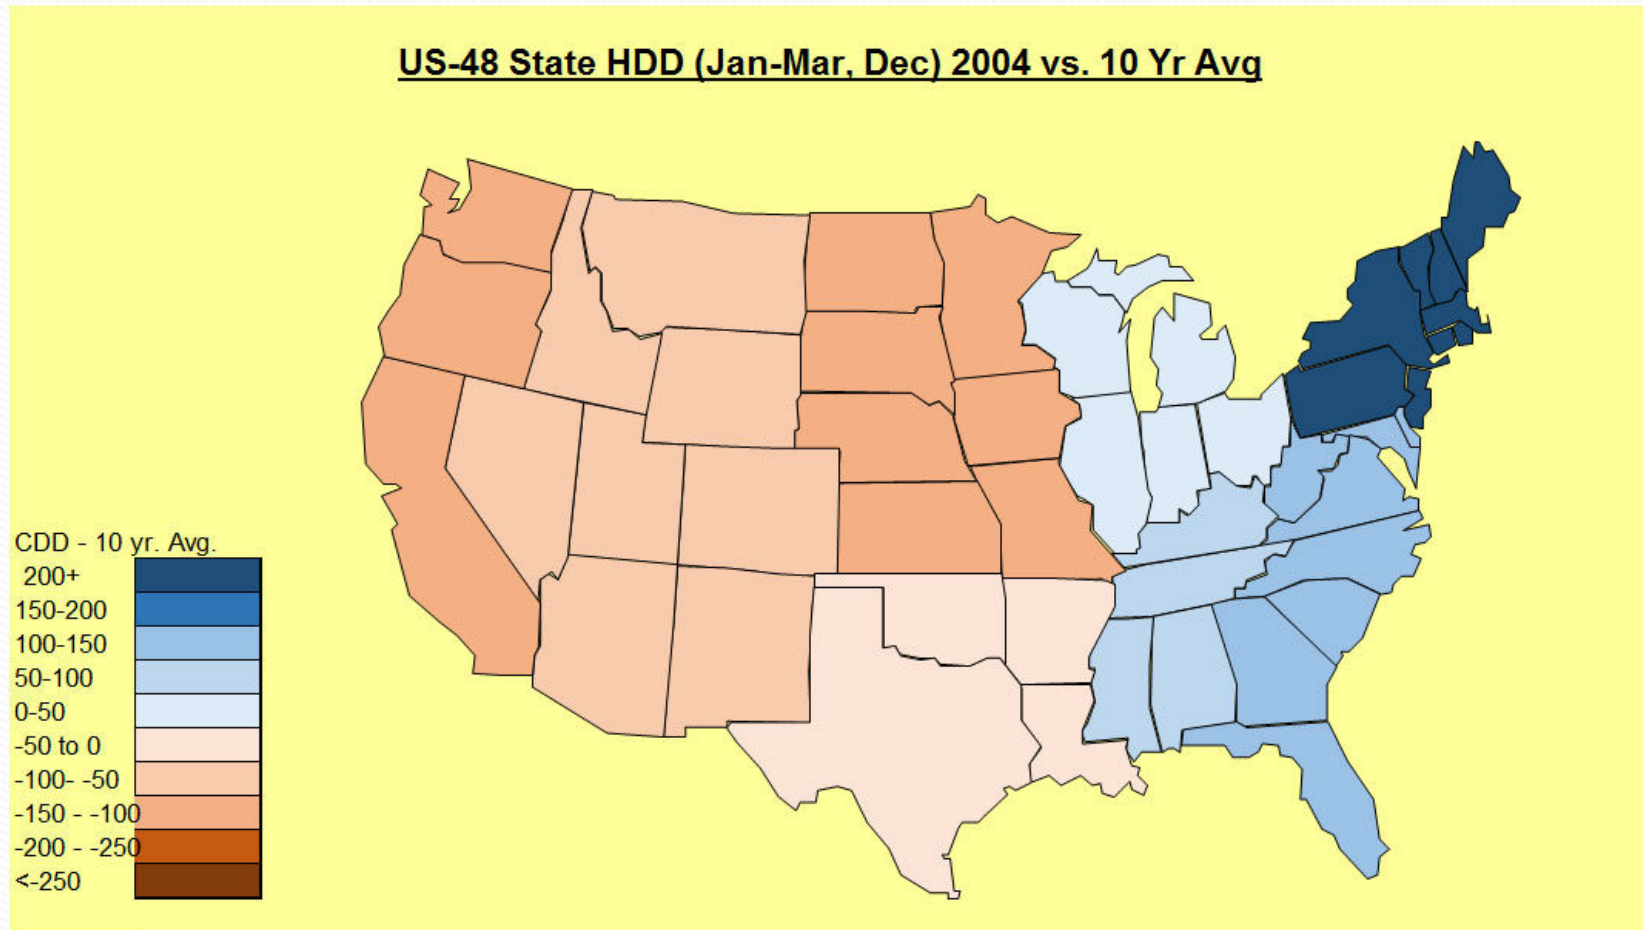 US-48 State HDD (Jan-Mar, Dec) 2004 vs. 10 Yr Avg
CDD - 10 yr. Avg.
200+
150-200
100-150
50-100
0-50
-50 to 0
-100- -50
-150 - -100
-200 - -250
<-250